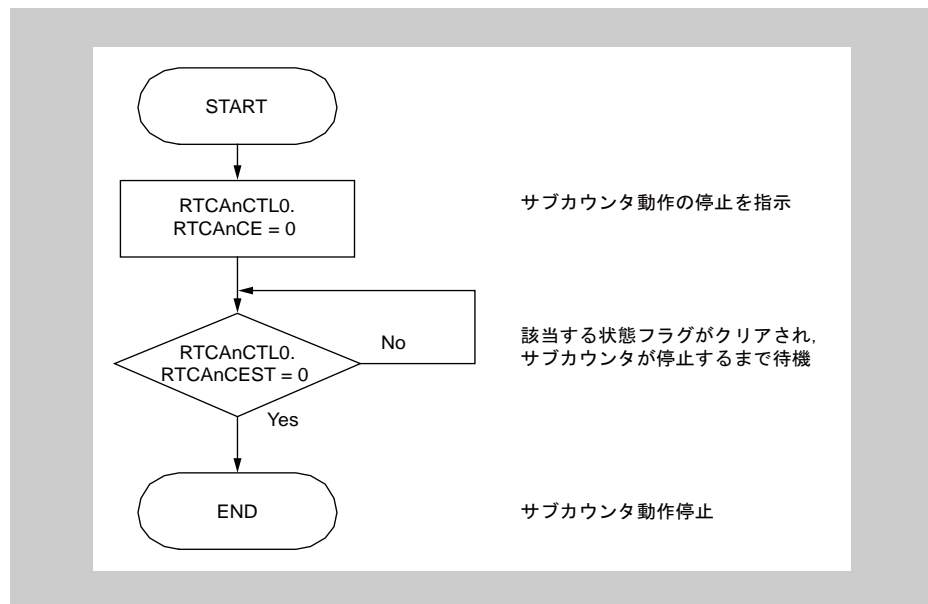 START
RTCAnCTL0.
RTCAnCE = 0
サブカウンタ動作の停止を指示
RTCAnCTL0.
RTCAnCEST = 0
No
該当する状態フラグがクリアされ,
サブカウンタが停止するまで待機
Yes
END
サブカウンタ動作停止